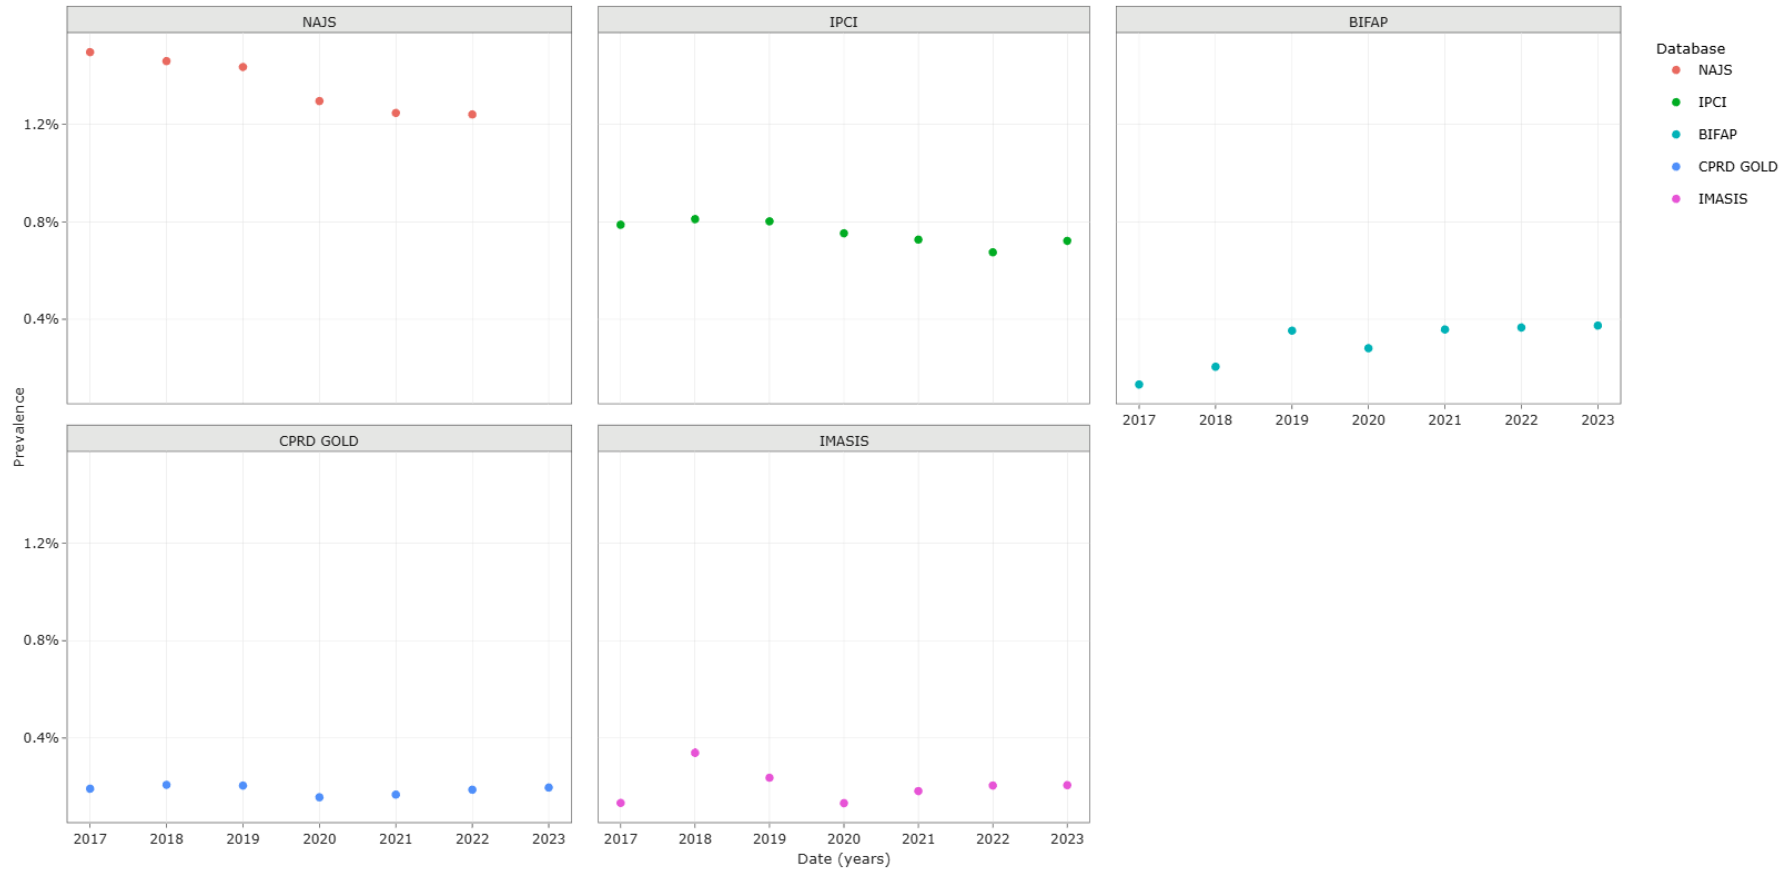 NAJS
IPCI
BIFAP
Database
NAJS
IPCI
BIFAP
CPRD GOLD
IMASIS
1.2%
0.8%
0.4%
2017 2018 2019 2020 2021 2022 2023
Prevalence
CPRD GOLD
IMASIS
1.2%
0.8%
0.4%
2017 2018 2019 2020 2021 2022 2023
2017 2018 2019 2020 2021 2022 2023
Date (years)